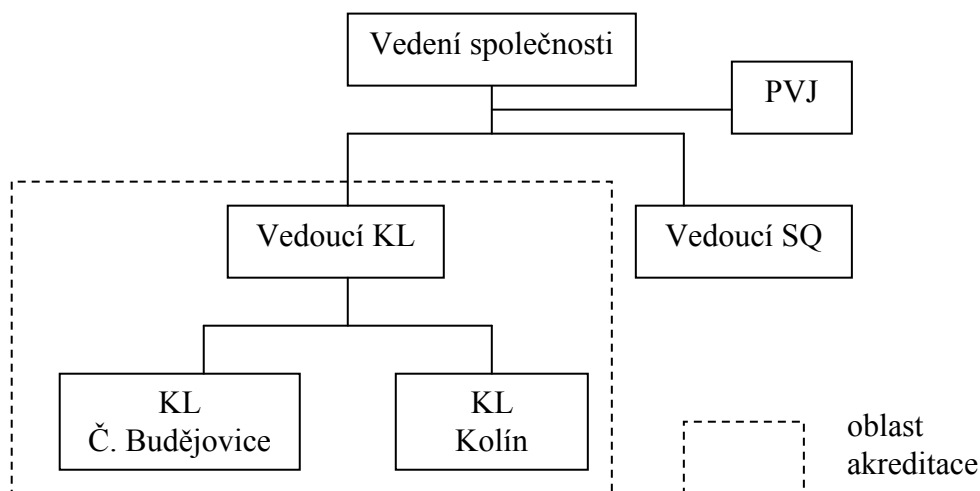 Vedení společnosti
PVJ
Vedoucí KL
Vedoucí SQ
KL
Č. Budějovice
KL
Kolín
oblast
akreditace